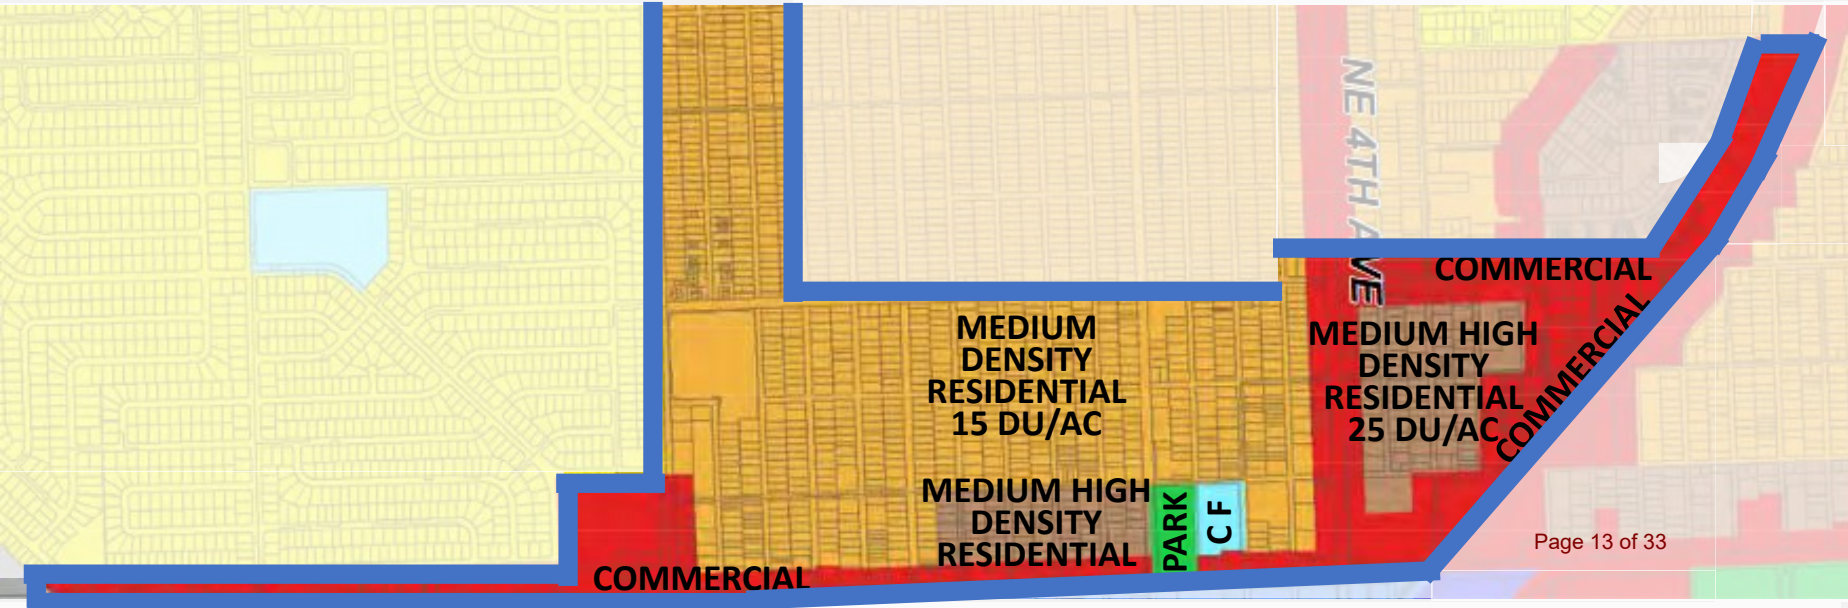 NE 4TH AVE
COMMERCIAL
COMMERCIAL
MEDIUM
DENSITY
RESIDENTIAL
15 DU/AC
MEDIUM HIGH
DENSITY
RESIDENTIAL
25 DU/AC
MEDIUM HIGH
DENSITY
RESIDENTIAL
PARK
C F
COMMERCIAL
Page 13 of 33